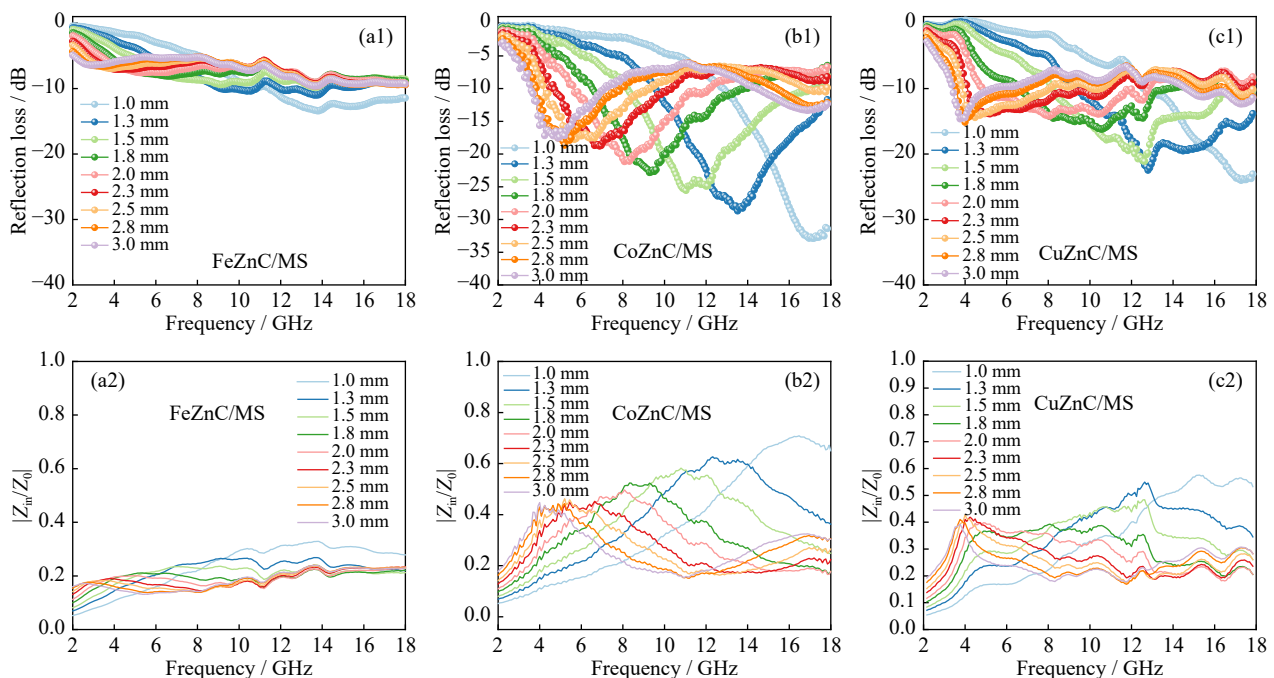 (a1)
0
−10
−20
−30
−40
Reflection loss / dB
1.0 mm
1.3 mm
1.5 mm
1.8 mm
2.0 mm
2.3 mm
2.5 mm
2.8 mm
3.0 mm
FeZnC/MS
2 4 6 8 10 12 14 16 18
Frequency / GHz
(b1)
0
−5
−10
−15
−20
−25
−30
−35
−40
Reflection loss / dB
1.0 mm
1.3 mm
1.5 mm
1.8 mm
2.0 mm
2.3 mm
2.5 mm
2.8 mm
3.0 mm
CoZnC/MS
2 4 6 8 10 12 14 16 18
Frequency / GHz
(c1)
0
−10
−20
−30
−40
Reflection loss / dB
1.0 mm
1.3 mm
1.5 mm
1.8 mm
2.0 mm
2.3 mm
2.5 mm
2.8 mm
3.0 mm
CuZnC/MS
2 4 6 8 10 12 14 16 18
Frequency / GHz
(a2)
1.0
0.8
0.6
0.4
0.2
0.0
|Z_in/Z_0|
FeZnC/MS
1.0 mm
1.3 mm
1.5 mm
1.8 mm
2.0 mm
2.3 mm
2.5 mm
2.8 mm
3.0 mm
2 4 6 8 10 12 14 16 18
Frequency / GHz
(b2)
1.0
0.8
0.6
0.4
0.2
0.0
|Z_in/Z_0|
1.0 mm
1.3 mm
1.5 mm
1.8 mm
2.0 mm
2.3 mm
2.5 mm
2.8 mm
3.0 mm
CoZnC/MS
2 4 6 8 10 12 14 16 18
Frequency / GHz
(c2)
1.0
0.9
0.8
0.7
0.6
0.5
0.4
0.3
0.2
0.1
0.0
|Z_in/Z_0|
1.0 mm
1.3 mm
1.5 mm
1.8 mm
2.0 mm
2.3 mm
2.5 mm
2.8 mm
3.0 mm
CuZnC/MS
2 4 6 8 10 12 14 16 18
Frequency / GHz